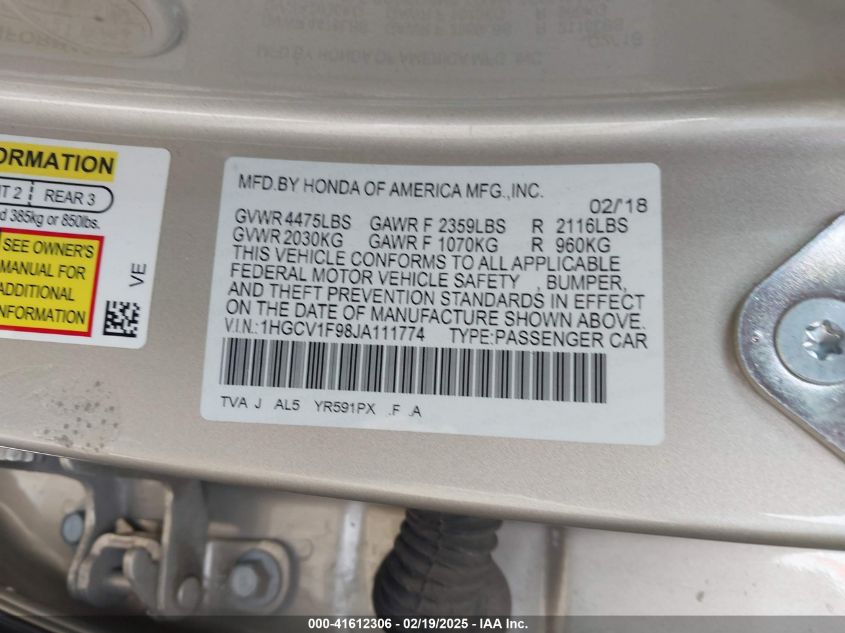 ORMATION
T 2 REAR 3
d 385kg or 850lbs.
SEE OWNER'S
MANUAL FOR
ADDITIONAL
INFORMATION
VE
MFD.BY HONDA OF AMERICA MFG.,INC.
02/'18
GVWR 4475LBS GAWR F 2359LBS R 2116LBS
GVWR 2030KG GAWR F 1070KG R 960KG
THIS VEHICLE CONFORMS TO ALL APPLICABLE
FEDERAL MOTOR VEHICLE SAFETY , BUMPER,
AND THEFT PREVENTION STANDARDS IN EFFECT
ON THE DATE OF MANUFACTURE SHOWN ABOVE.
V.I.N.:1HGCV1F98JA111774 TYPE:PASSENGER CAR
TVA J AL5 YR591PX .F .A
000-41612306 - 02/19/2025 - IAAI Inc.